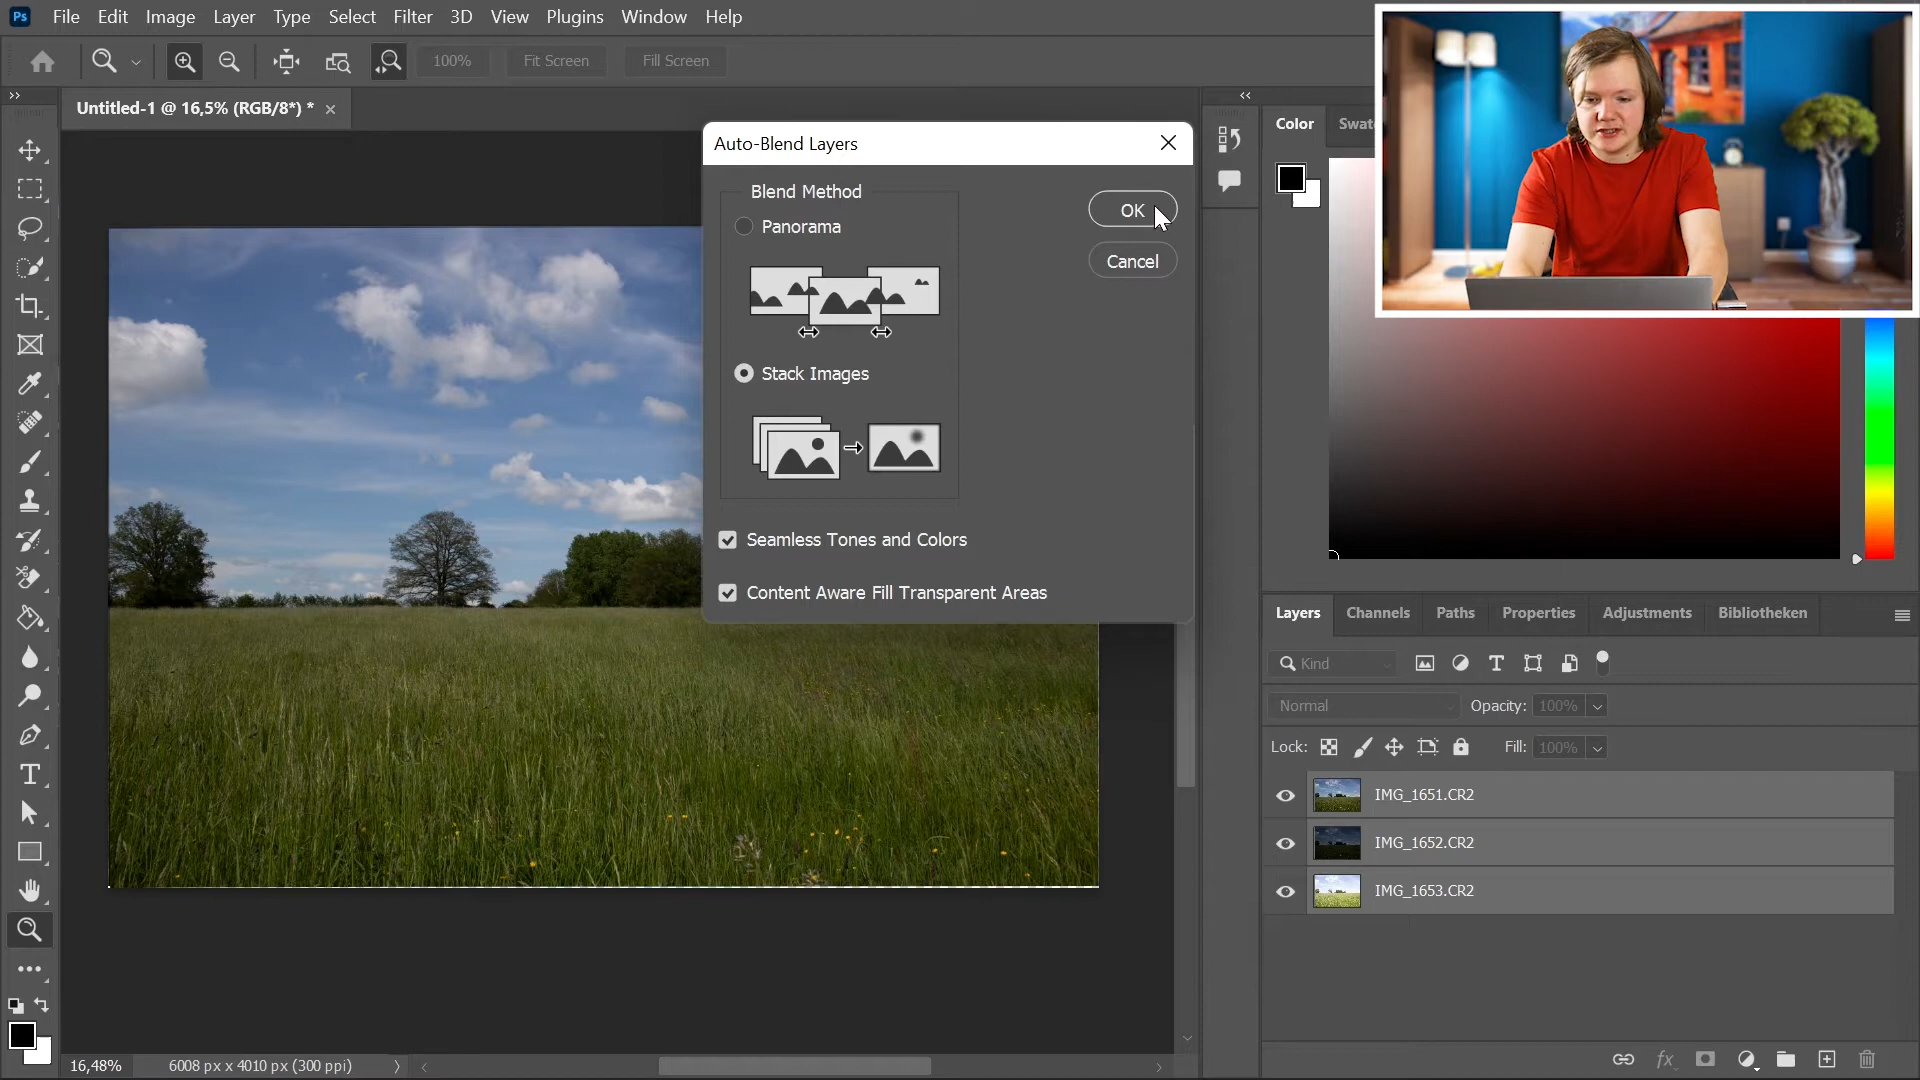 Ps File Edit Image Layer Type Select Filter 3D View Plugins Window Help
100% Fit Screen Fill Screen
Untitled-1 @ 16,5% (RGB/8*) *
Auto-Blend Layers
Blend Method
Panorama
Stack Images
Seamless Tones and Colors
Content Aware Fill Transparent Areas
OK
Cancel
Color Swatc
Layers Channels Paths Properties Adjustments Bibliotheken
Kind
Normal Opacity: 100%
Lock: Fill: 100%
IMG_1651.CR2
IMG_1652.CR2
IMG_1653.CR2
fx
16,48% 6008 px x 4010 px (300 ppi)